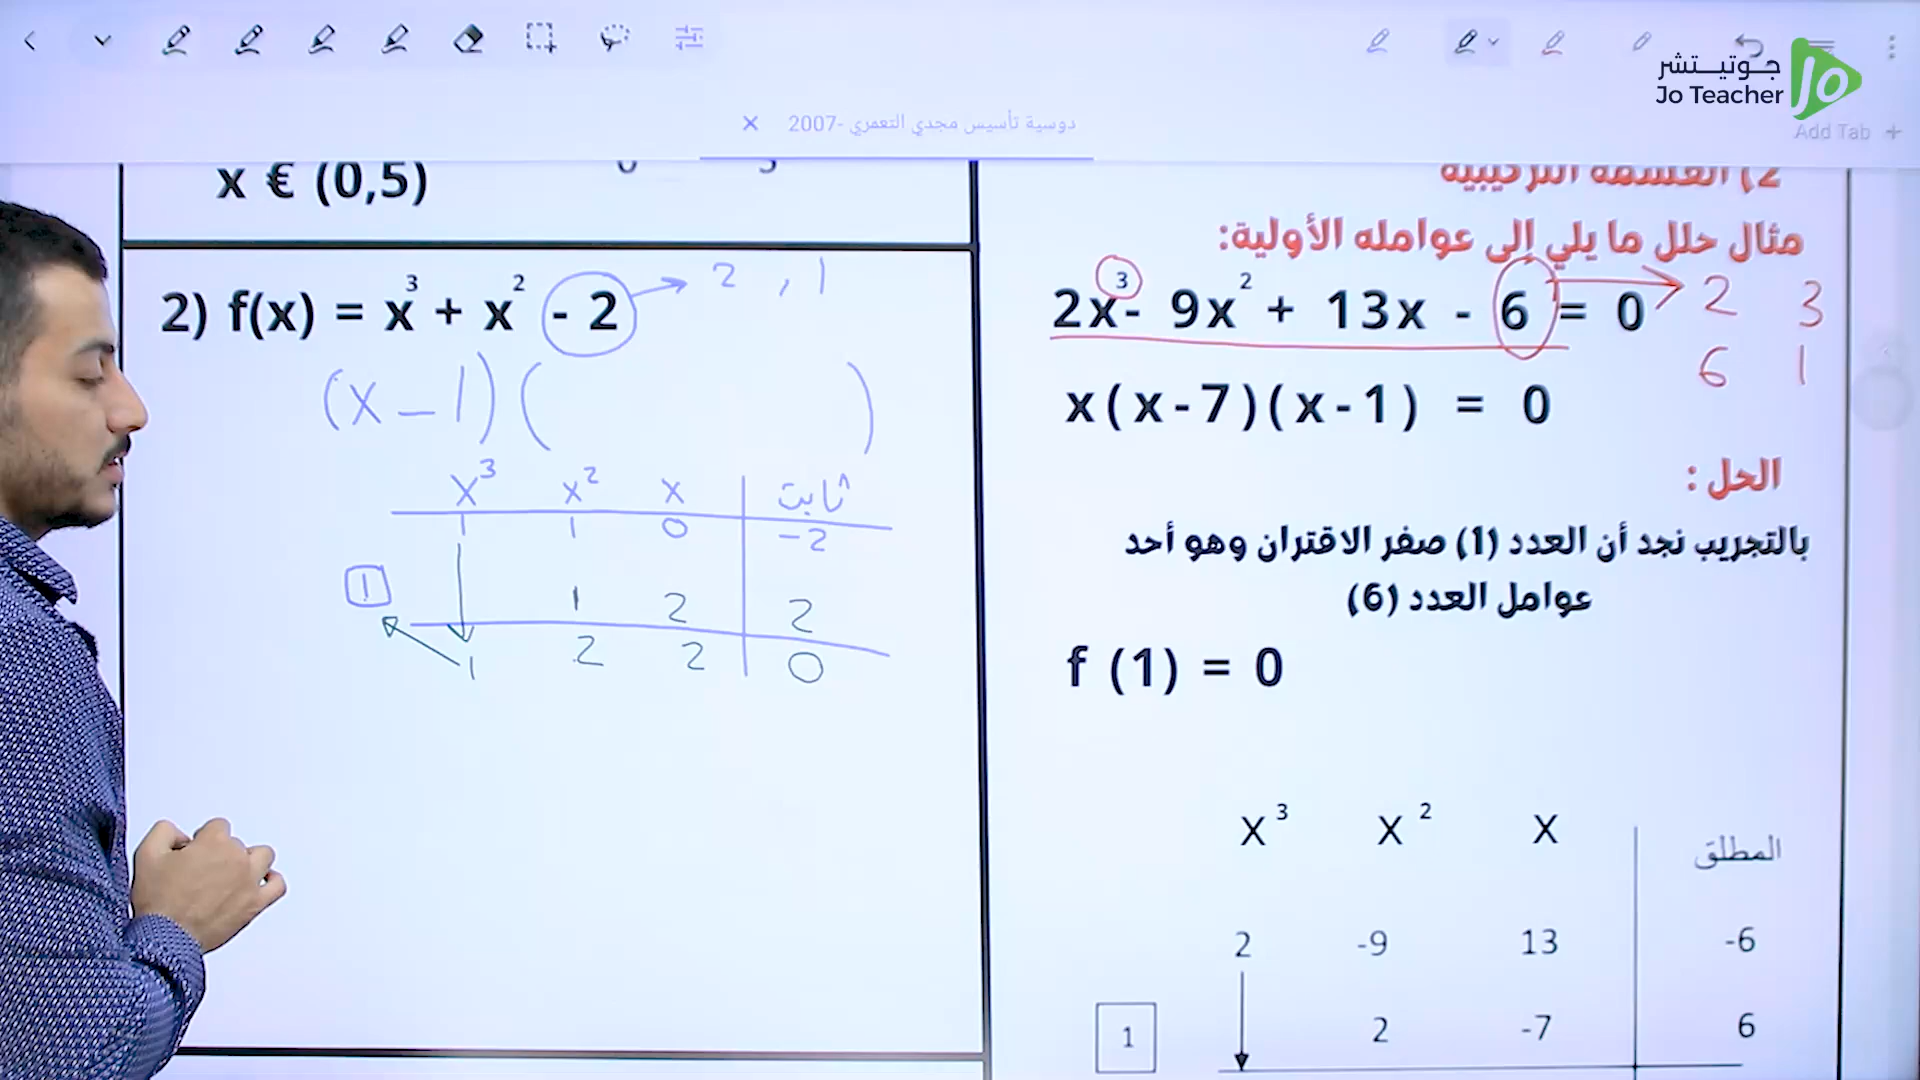 جوتيتشر
Jo Teacher
دوسية تأسيس مجدي التعمري -2007
Add Tab +
x € (0,5)
2) f(x) = x³ + x² - 2 → 2 , 1
(x - 1) ( )
x³ x² x ثابت
1 1 0 -2
1 1 2 2
1 2 2 0
2) القسمة التركيبية
مثال حلل ما يلي إلى عوامله الأولية:
2x³- 9x² + 13x - 6 = 0 → 2 3
6 1
x(x-7)(x-1) = 0
الحل :
بالتجريب نجد أن العدد (1) صفر الاقتران وهو أحد
عوامل العدد (6)
f (1) = 0
X³ X² X المطلق
2 -9 13 -6
1 2 -7 6